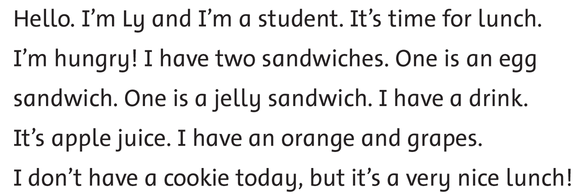 Hello. I'm Ly and I'm a student. It's time for lunch.
I'm hungry! I have two sandwiches. One is an egg
sandwich. One is a jelly sandwich. I have a drink.
It's apple juice. I have an orange and grapes.
I don't have a cookie today, but it's a very nice lunch!